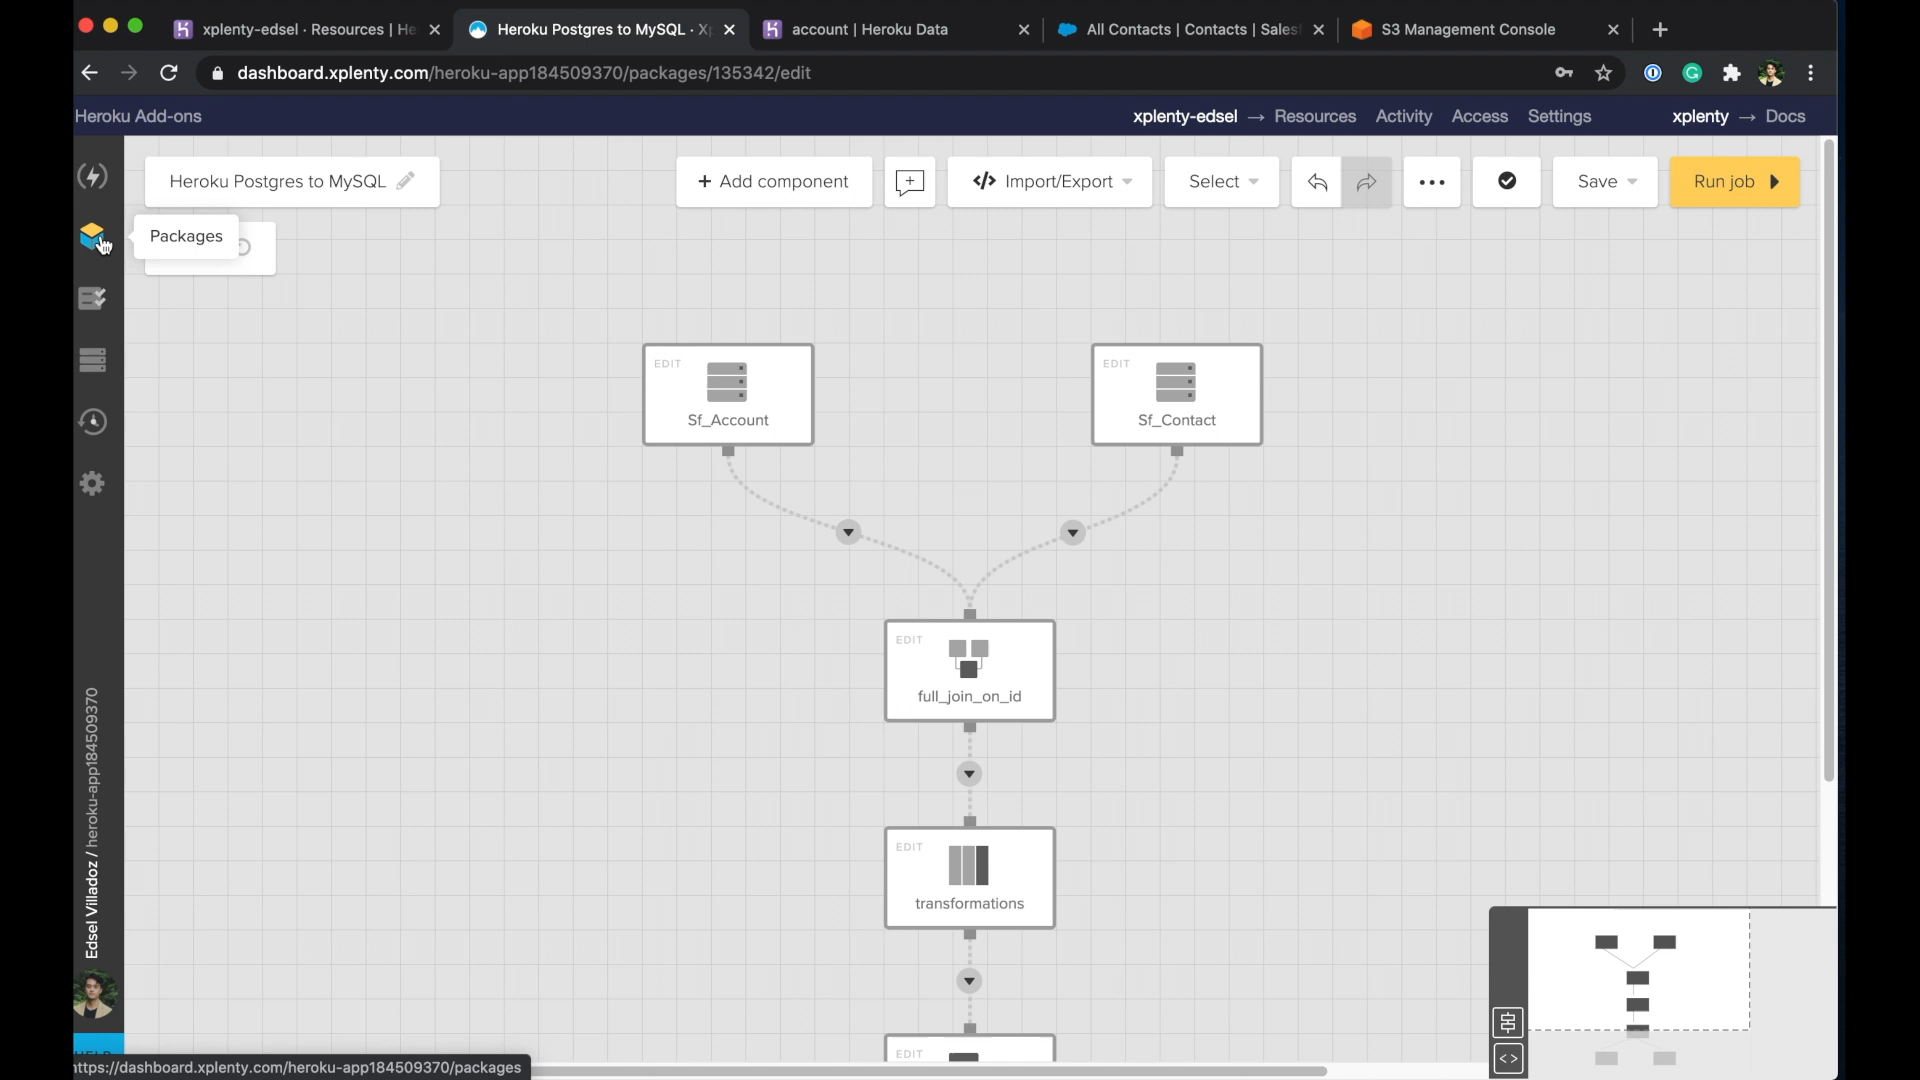 xplenty-edsel · Resources | He
Heroku Postgres to MySQL · X
account | Heroku Data
All Contacts | Contacts | Sales
S3 Management Console
dashboard.xplenty.com/heroku-app184509370/packages/135342/edit
Heroku Add-ons
xplenty-edsel → Resources Activity Access Settings
xplenty → Docs
Heroku Postgres to MySQL
+ Add component
Import/Export
Select
Save
Run job
Packages
EDIT
Sf_Account
EDIT
Sf_Contact
EDIT
full_join_on_id
EDIT
transformations
EDIT
Edsel Villadoz / heroku-app184509370
HELP
ttps://dashboard.xplenty.com/heroku-app184509370/packages